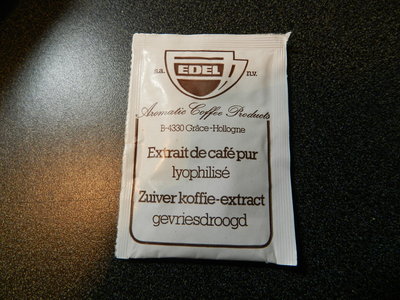 s.a. EDEL n.v.
Aromatic Coffee Products
B-4330 Grâce-Hollogne
Extrait de café pur
lyophilisé
Zuiver koffie-extract
gevriesdroogd